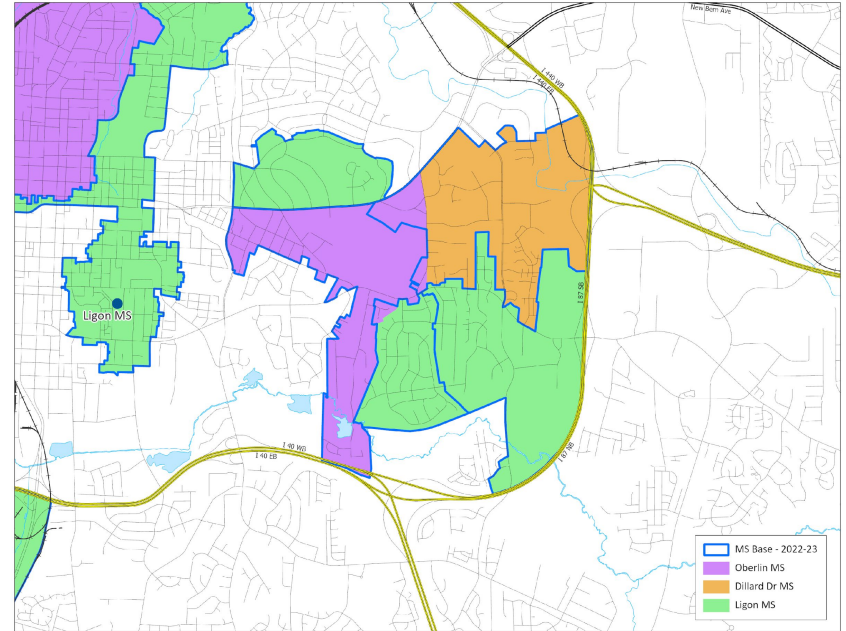 New Bern Ave
I 440 WB
I 440 EB
Ligon MS
I 87 SB
I 40 WB
I 40 EB
I 87 NB
MS Base - 2022-23
Oberlin MS
Dillard Dr MS
Ligon MS